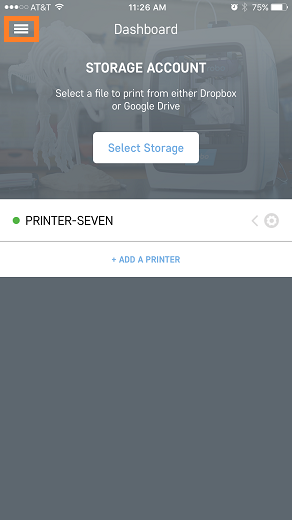 AT&T 11:26 AM 75%
Dashboard
STORAGE ACCOUNT
Select a file to print from either Dropbox
or Google Drive
Select Storage
PRINTER-SEVEN
+ ADD A PRINTER